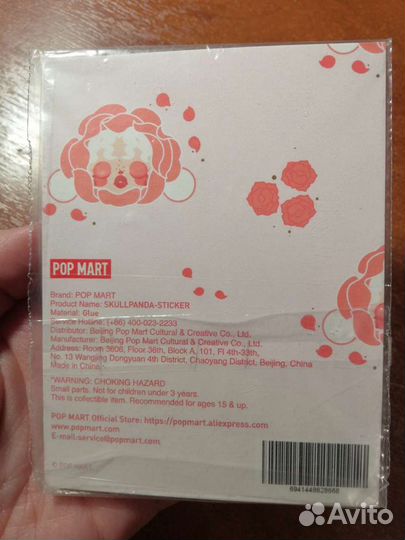 POP MART
Brand: POP MART
Product Name: SKULLPANDA-STICKER
Material: Glue
Service Hotline: (+86) 400-023-2233
Distributor: Beijing Pop Mart Cultural & Creative Co., Ltd.
Manufacturer: Beijing Pop Mart Cultural & Creative Co., Ltd.
Address: Room 3606, Floor 36th, Block A, 101, Fl 4th-33th,
No. 13 Wangjing Dongyuan 4th District, Chaoyang District, Beijing, China
Made in China
*WARNING: CHOKING HAZARD
Small parts. Not for children under 3 years.
This is collectible item. Recommended for ages 15 & up.
POP MART Official Store: https://popmart.aliexpress.com
www.popmart.com
E-mail:service@popmart.com
© POP MART
6941448628668
Avito